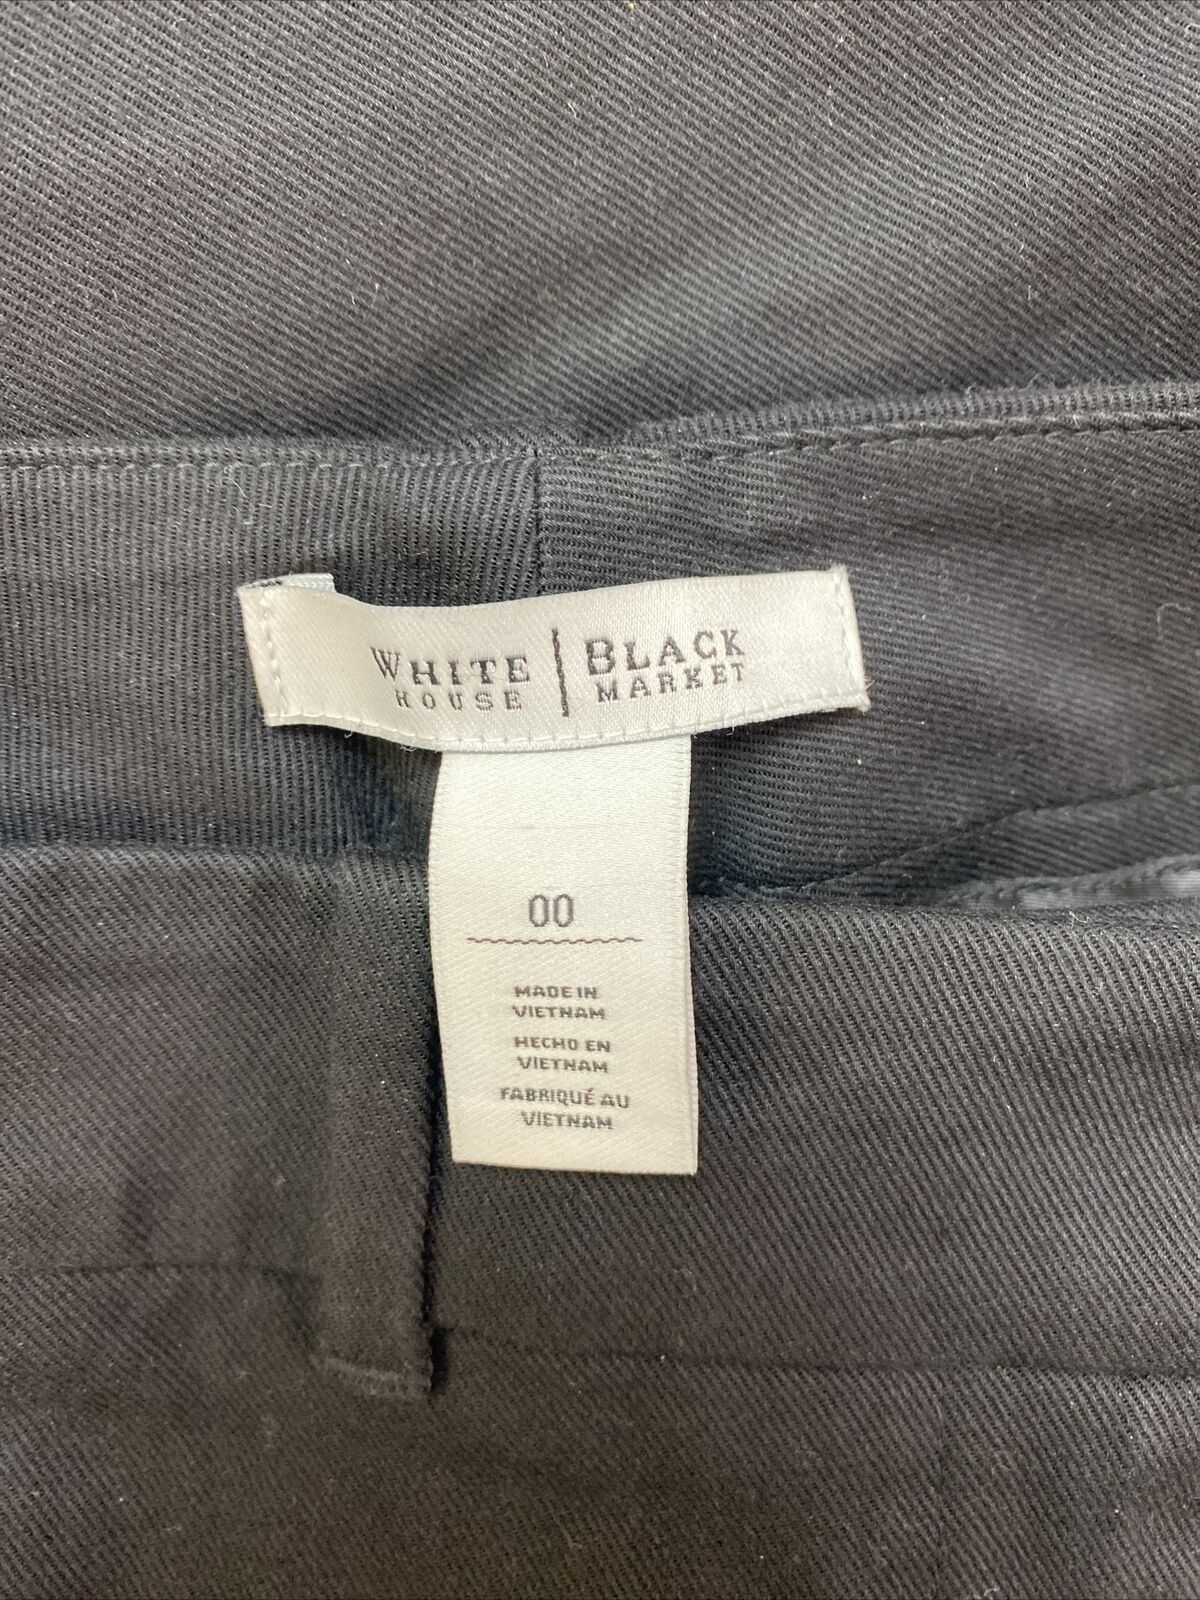 WHITE | BLACK
HOUSE MARKET
00
MADE IN
VIETNAM
HECHO EN
VIETNAM
FABRIQUÉ AU
VIETNAM